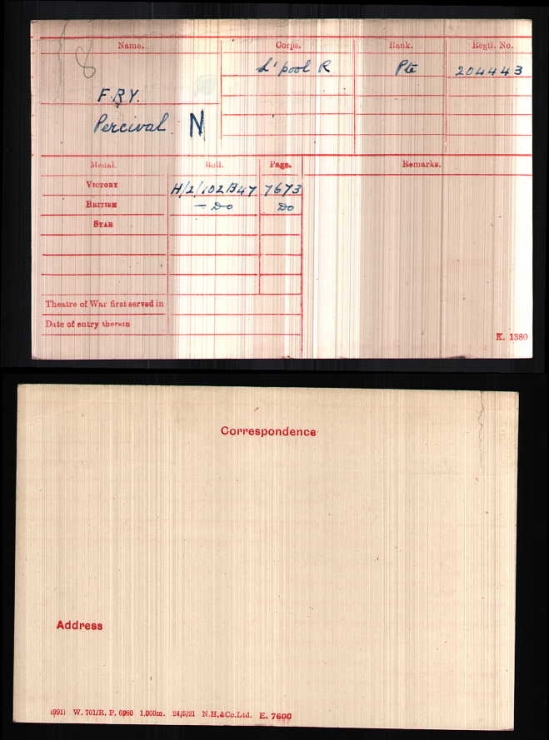 Name. Corps. Rank. Regtl. No.
8
L'pool R Pte 204443
FRY.
Percival N
Medal. Roll. Page. Remarks.
VICTORY H/2/102B47 7673
BRITISH - Do Do
STAR
Theatre of War first served in
Date of entry therein
K. 1380
Correspondence
Address
(991) W. 701/R. P. 6960 1,000m. 24/5/21 N.H.&Co.Ltd. E. 7600